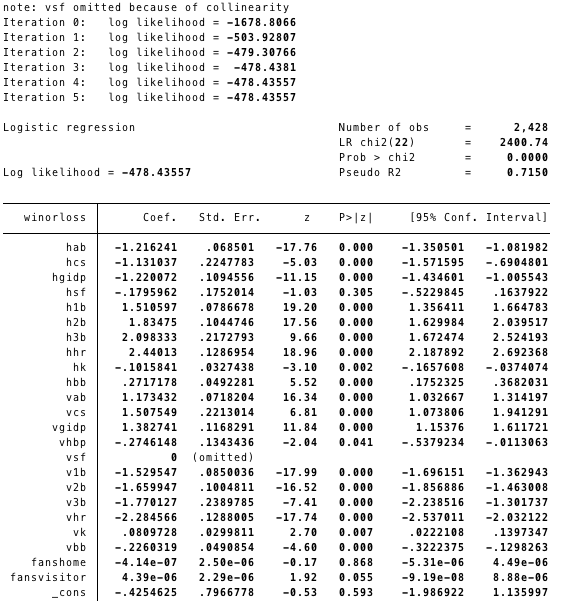 note: vsf omitted because of collinearity
Iteration 0:   log likelihood = -1678.8066
Iteration 1:   log likelihood = -503.92807
Iteration 2:   log likelihood = -479.30766
Iteration 3:   log likelihood =  -478.4381
Iteration 4:   log likelihood = -478.43557
Iteration 5:   log likelihood = -478.43557
Logistic regression Number of obs = 2,428
LR chi2(22) = 2400.74
Prob > chi2 = 0.0000
Log likelihood = -478.43557 Pseudo R2 = 0.7150
winorloss Coef. Std. Err. z P>|z| [95% Conf. Interval]
hab -1.216241 .068501 -17.76 0.000 -1.350501 -1.081982
hcs -1.131037 .2247783 -5.03 0.000 -1.571595 -.6904801
hgidp -1.220072 .1094556 -11.15 0.000 -1.434601 -1.005543
hsf -.1795962 .1752014 -1.03 0.305 -.5229845 .1637922
h1b 1.510597 .0786678 19.20 0.000 1.356411 1.664783
h2b 1.83475 .1044746 17.56 0.000 1.629984 2.039517
h3b 2.098333 .2172793 9.66 0.000 1.672474 2.524193
hhr 2.44013 .1286954 18.96 0.000 2.187892 2.692368
hk -.1015841 .0327438 -3.10 0.002 -.1657608 -.0374074
hbb .2717178 .0492281 5.52 0.000 .1752325 .3682031
vab 1.173432 .0718204 16.34 0.000 1.032667 1.314197
vcs 1.507549 .2213014 6.81 0.000 1.073806 1.941291
vgidp 1.382741 .1168291 11.84 0.000 1.15376 1.611721
vhbp -.2746148 .1343436 -2.04 0.041 -.5379234 -.0113063
vsf 0 (omitted)
v1b -1.529547 .0850036 -17.99 0.000 -1.696151 -1.362943
v2b -1.659947 .1004811 -16.52 0.000 -1.856886 -1.463008
v3b -1.770127 .2389785 -7.41 0.000 -2.238516 -1.301737
vhr -2.284566 .1288005 -17.74 0.000 -2.537011 -2.032122
vk .0809728 .0299811 2.70 0.007 .0222108 .1397347
vbb -.2260319 .0490854 -4.60 0.000 -.3222375 -.1298263
fanshome -4.14e-07 2.50e-06 -0.17 0.868 -5.31e-06 4.49e-06
fansvisitor 4.39e-06 2.29e-06 1.92 0.055 -9.19e-08 8.88e-06
_cons -.4254625 .7966778 -0.53 0.593 -1.986922 1.135997